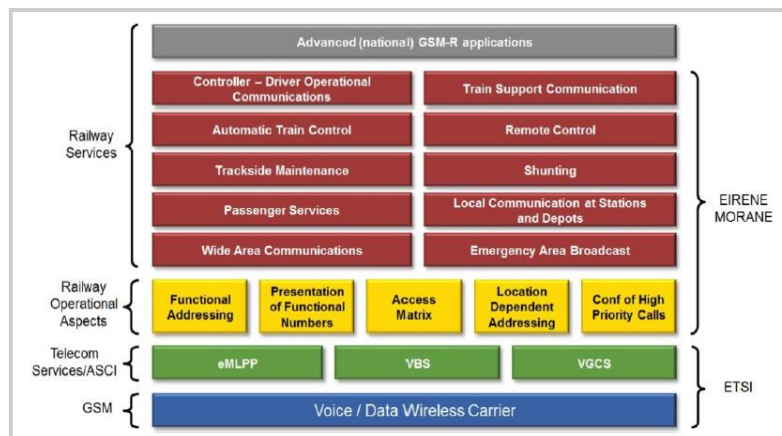 Advanced (national) GSM-R applications
Railway
Services
Controller – Driver Operational
Communications
Train Support Communication
Automatic Train Control
Remote Control
Trackside Maintenance
Shunting
Passenger Services
Local Communication at Stations
and Depots
Wide Area Communications
Emergency Area Broadcast
EIRENE
MORANE
Railway
Operational
Aspects
Functional
Addressing
Presentation
of Functional
Numbers
Access
Matrix
Location
Dependent
Addressing
Conf of High
Priority Calls
Telecom
Services/ASCI
eMLPP
VBS
VGCS
ETSI
GSM
Voice / Data Wireless Carrier